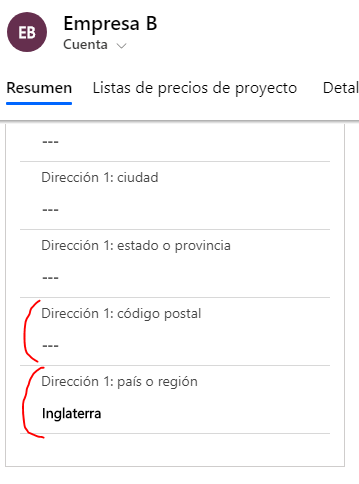 EB
Empresa B
Cuenta
Resumen Listas de precios de proyecto Detal
---
Dirección 1: ciudad
---
Dirección 1: estado o provincia
---
Dirección 1: código postal
---
Dirección 1: país o región
Inglaterra